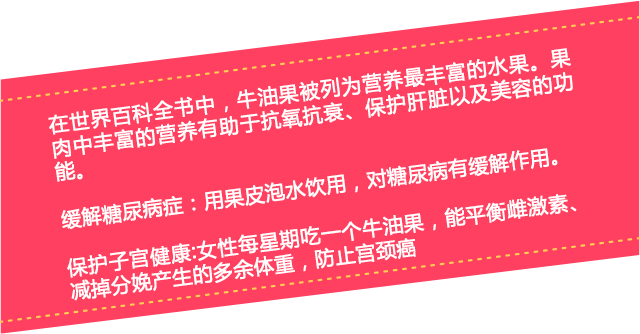 在世界百科全书中，牛油果被列为营养最丰富的水果。果
肉中丰富的营养有助于抗氧抗衰、保护肝脏以及美容的功
能。
缓解糖尿病症：用果皮泡水饮用，对糖尿病有缓解作用。
保护子宫健康:女性每星期吃一个牛油果，能平衡雌激素、
减掉分娩产生的多余体重，防止宫颈癌